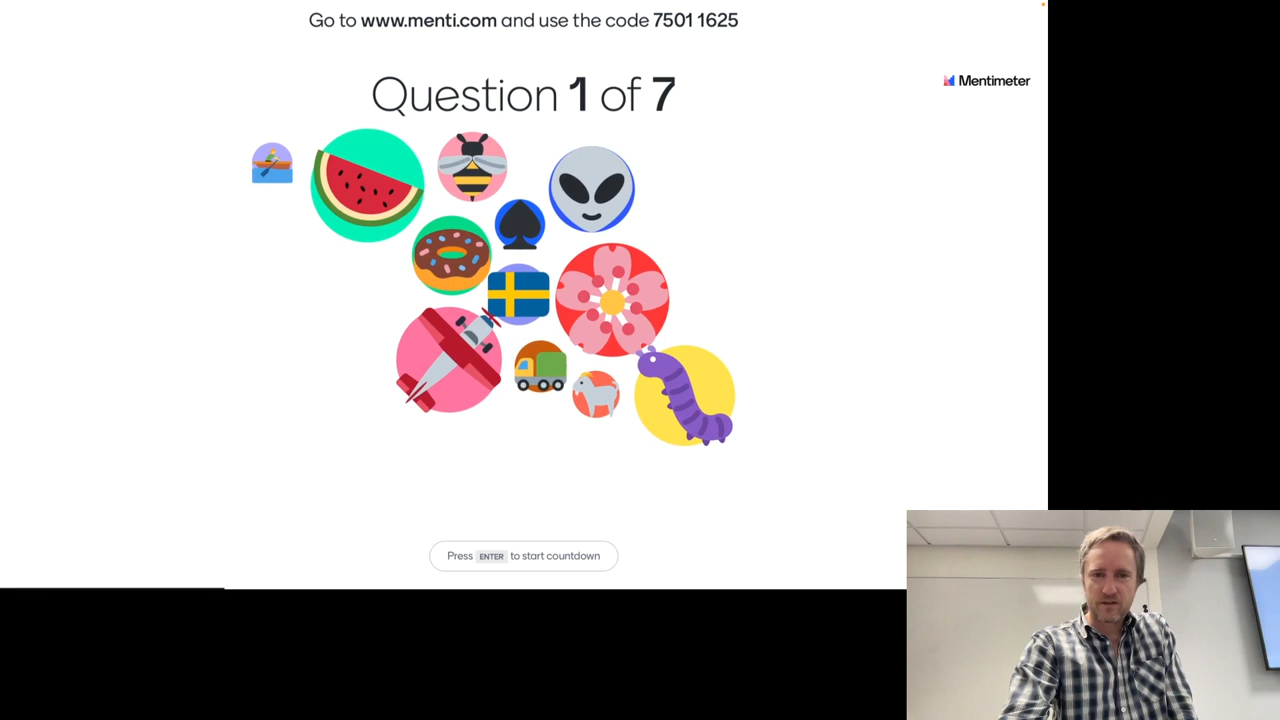 Go to www.menti.com and use the code 7501 1625
Mentimeter
Question 1 of 7
Press ENTER to start countdown